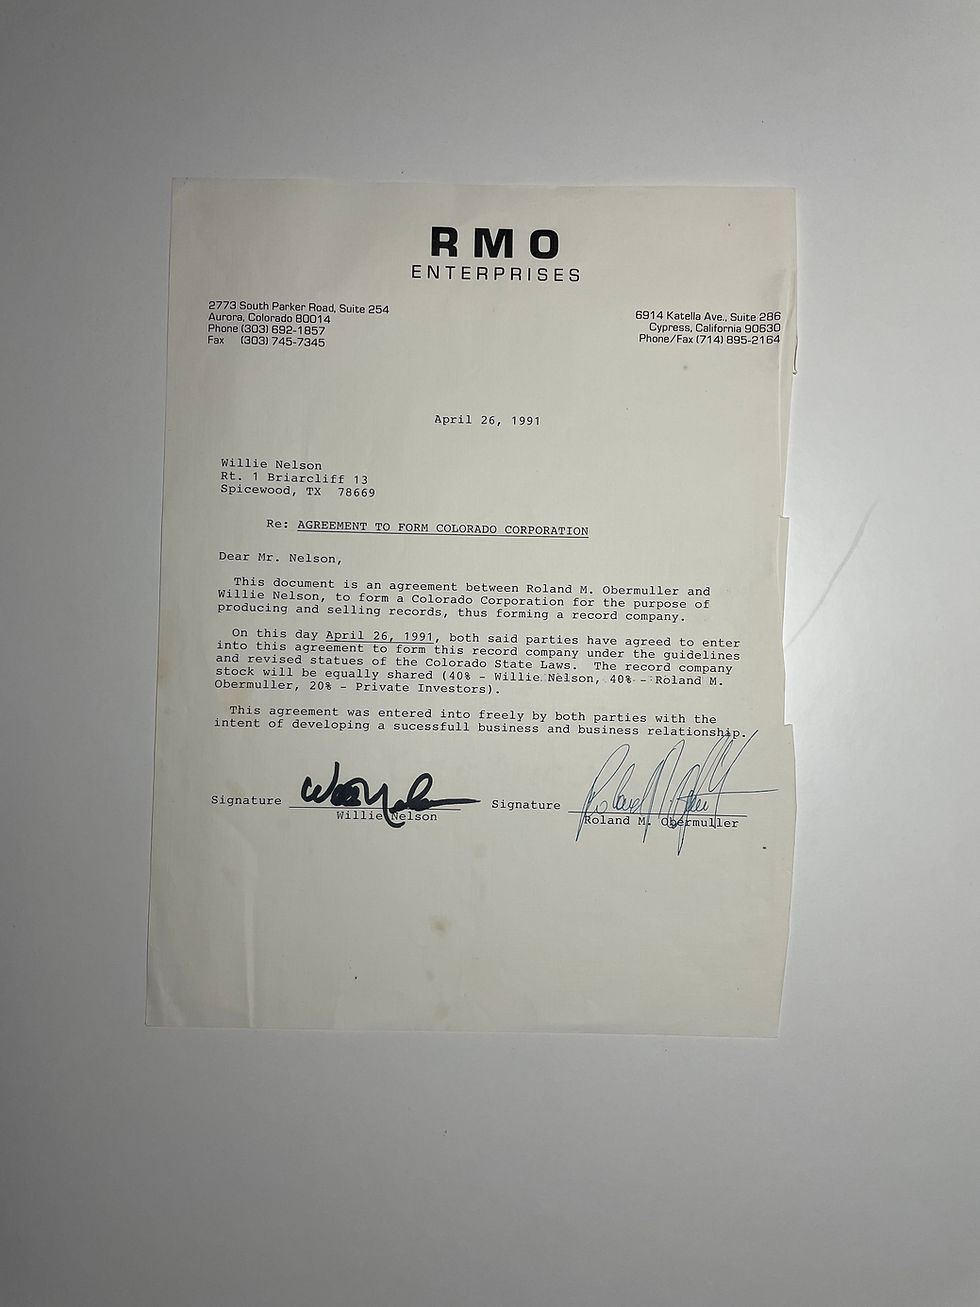 RMO
ENTERPRISES
2773 South Parker Road, Suite 254
Aurora, Colorado 80014
Phone (303) 692-1857
Fax (303) 745-7345
6914 Katella Ave., Suite 286
Cypress, California 90630
Phone/Fax (714) 895-2164
April 26, 1991
Willie Nelson
Rt. 1 Briarcliff 13
Spicewood, TX 78669
Re: AGREEMENT TO FORM COLORADO CORPORATION
Dear Mr. Nelson,
This document is an agreement between Roland M. Obermuller and
Willie Nelson, to form a Colorado Corporation for the purpose of
producing and selling records, thus forming a record company.
On this day April 26, 1991, both said parties have agreed to enter
into this agreement to form this record company under the guidelines
and revised statues of the Colorado State Laws. The record company
stock will be equally shared (40% - Willie Nelson, 40% - Roland M.
Obermuller, 20% - Private Investors).
This agreement was entered into freely by both parties with the
intent of developing a sucessfull business and business relationship.
Signature Signature
Willie Nelson Roland M. Obermuller